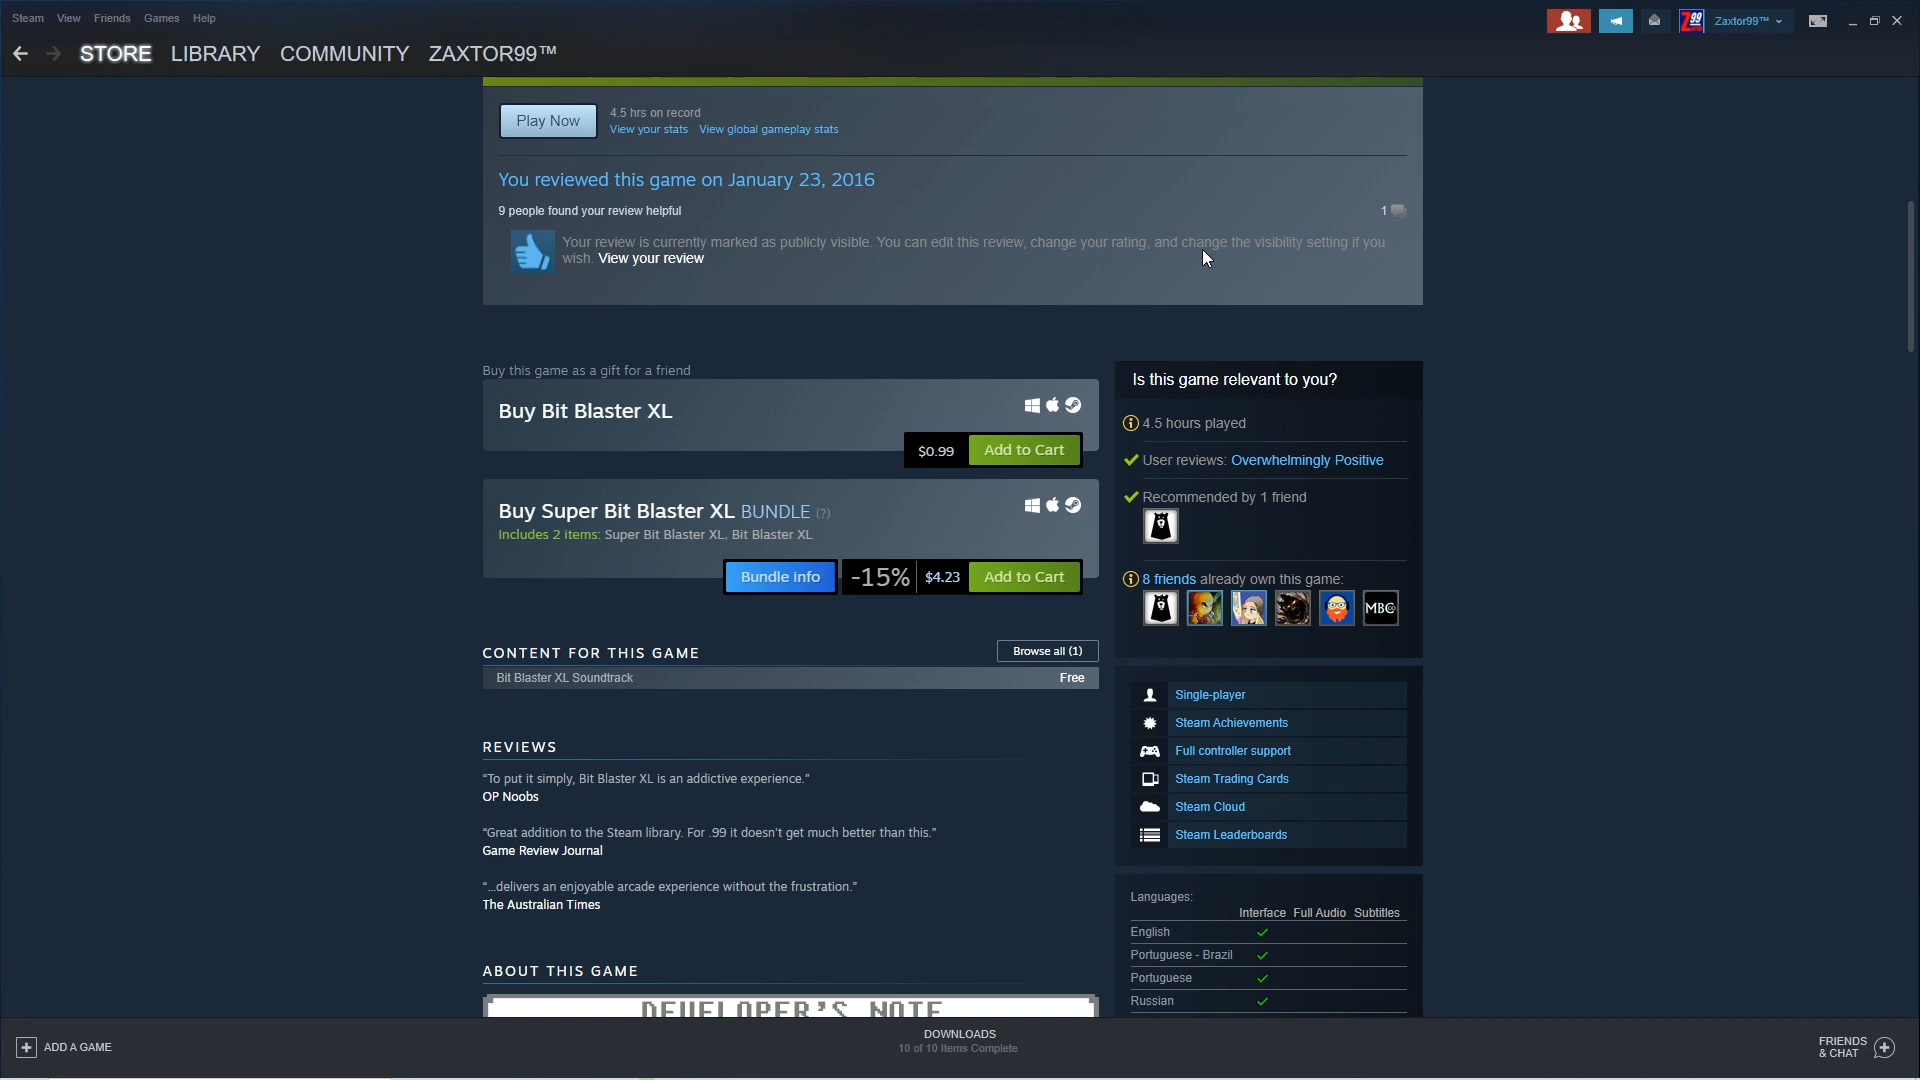 Steam View Friends Games Help
Z99 Zaxtor99™
STORE LIBRARY COMMUNITY ZAXTOR99™
Play Now
4.5 hrs on record
View your stats View global gameplay stats
You reviewed this game on January 23, 2016
9 people found your review helpful
1
Your review is currently marked as publicly visible. You can edit this review, change your rating, and change the visibility setting if you
wish. View your review
Buy this game as a gift for a friend
Buy Bit Blaster XL
$0.99 Add to Cart
Buy Super Bit Blaster XL BUNDLE (?)
Includes 2 items: Super Bit Blaster XL, Bit Blaster XL
Bundle info -15% $4.23 Add to Cart
CONTENT FOR THIS GAME
Browse all (1)
Bit Blaster XL Soundtrack Free
REVIEWS
“To put it simply, Bit Blaster XL is an addictive experience.”
OP Noobs
“Great addition to the Steam library. For .99 it doesn't get much better than this.”
Game Review Journal
“...delivers an enjoyable arcade experience without the frustration.”
The Australian Times
ABOUT THIS GAME
DEVELOPER'S NOTE
Is this game relevant to you?
4.5 hours played
User reviews: Overwhelmingly Positive
Recommended by 1 friend
8 friends already own this game:
MBC
Single-player
Steam Achievements
Full controller support
Steam Trading Cards
Steam Cloud
Steam Leaderboards
Languages:
Interface Full Audio Subtitles
English
Portuguese - Brazil
Portuguese
Russian
ADD A GAME
DOWNLOADS
10 of 10 Items Complete
FRIENDS
& CHAT